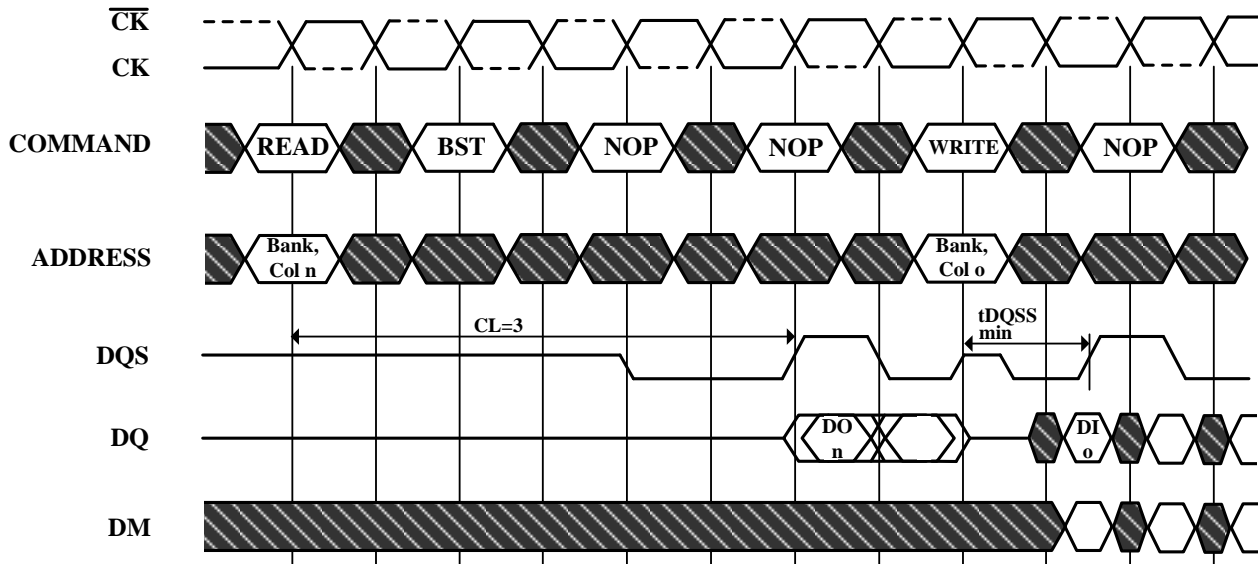 CK
CK
COMMAND
READ
BST
NOP
NOP
WRITE
NOP
ADDRESS
Bank,
Col n
Bank,
Col o
DQS
CL=3
tDQSS
min
DQ
DO
n
DI
o
DM